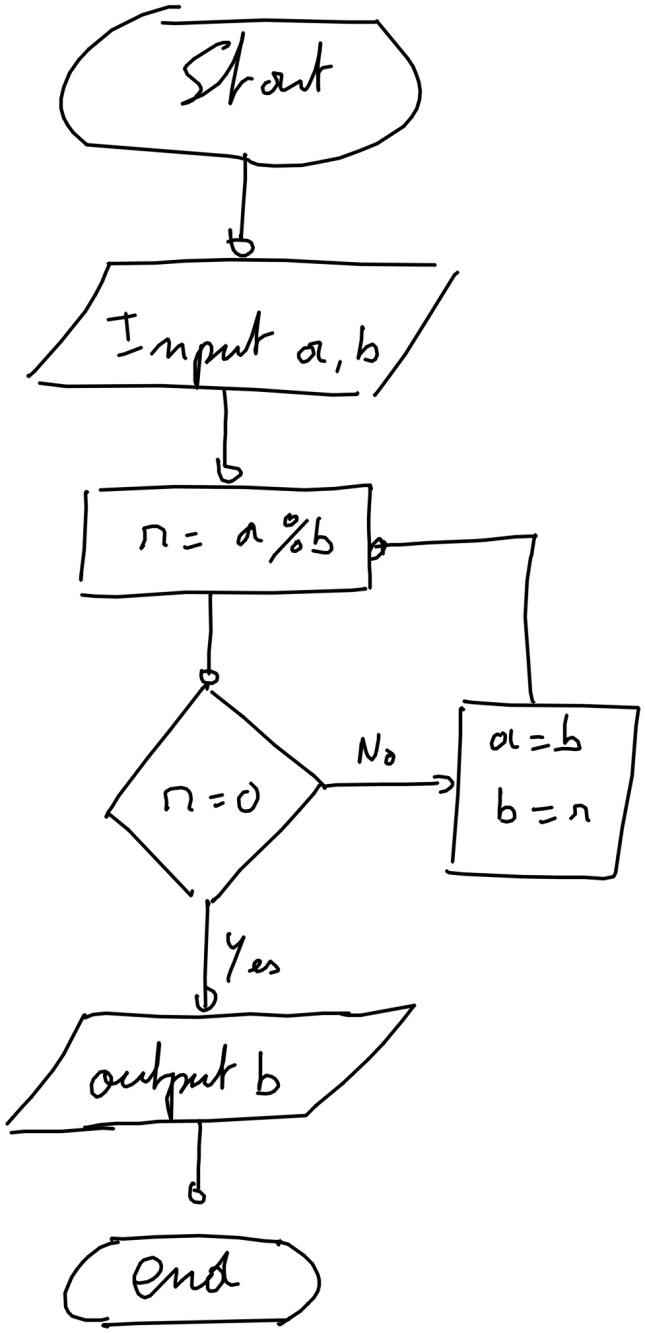 Start
Input a, b
r = a % b
r = 0
No
a = b
b = r
Yes
output b
end